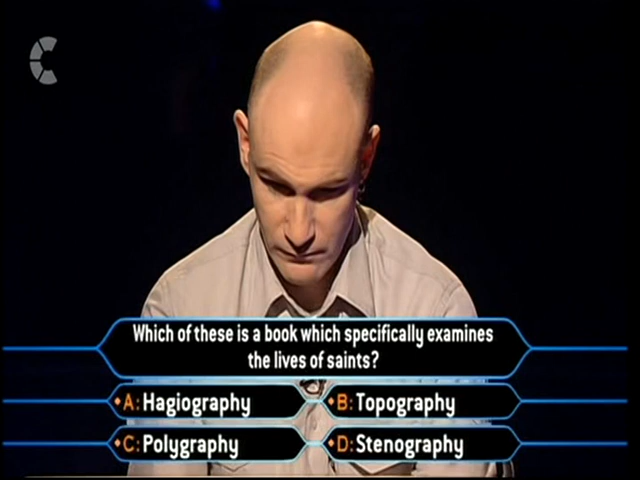 Which of these is a book which specifically examines
the lives of saints?
A: Hagiography
B: Topography
C: Polygraphy
D: Stenography